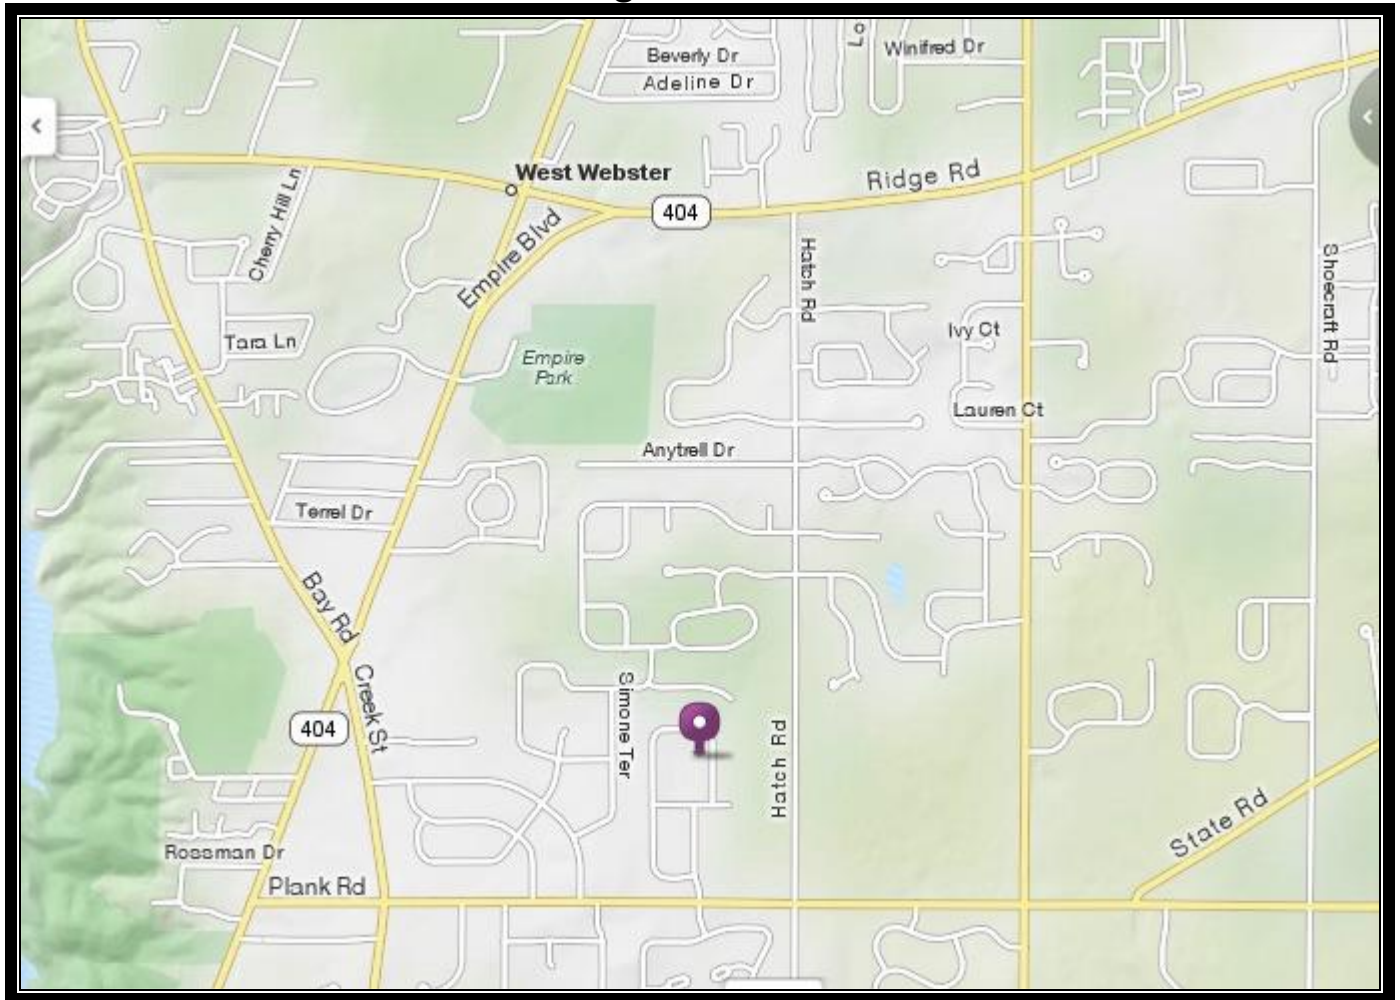 Beverly Dr
Adeline Dr
Lo
Winifred Dr
West Webster
404
Ridge Rd
Cherry Hill Ln
Empire Blvd
Hatch Rd
Shoecraft Rd
Tara Ln
Ivy Ct
Empire
Park
Lauren Ct
Anytrell Dr
Terrel Dr
Bay Rd
Creek St
404
Simone Ter
Hatch Rd
State Rd
Rossman Dr
Plank Rd